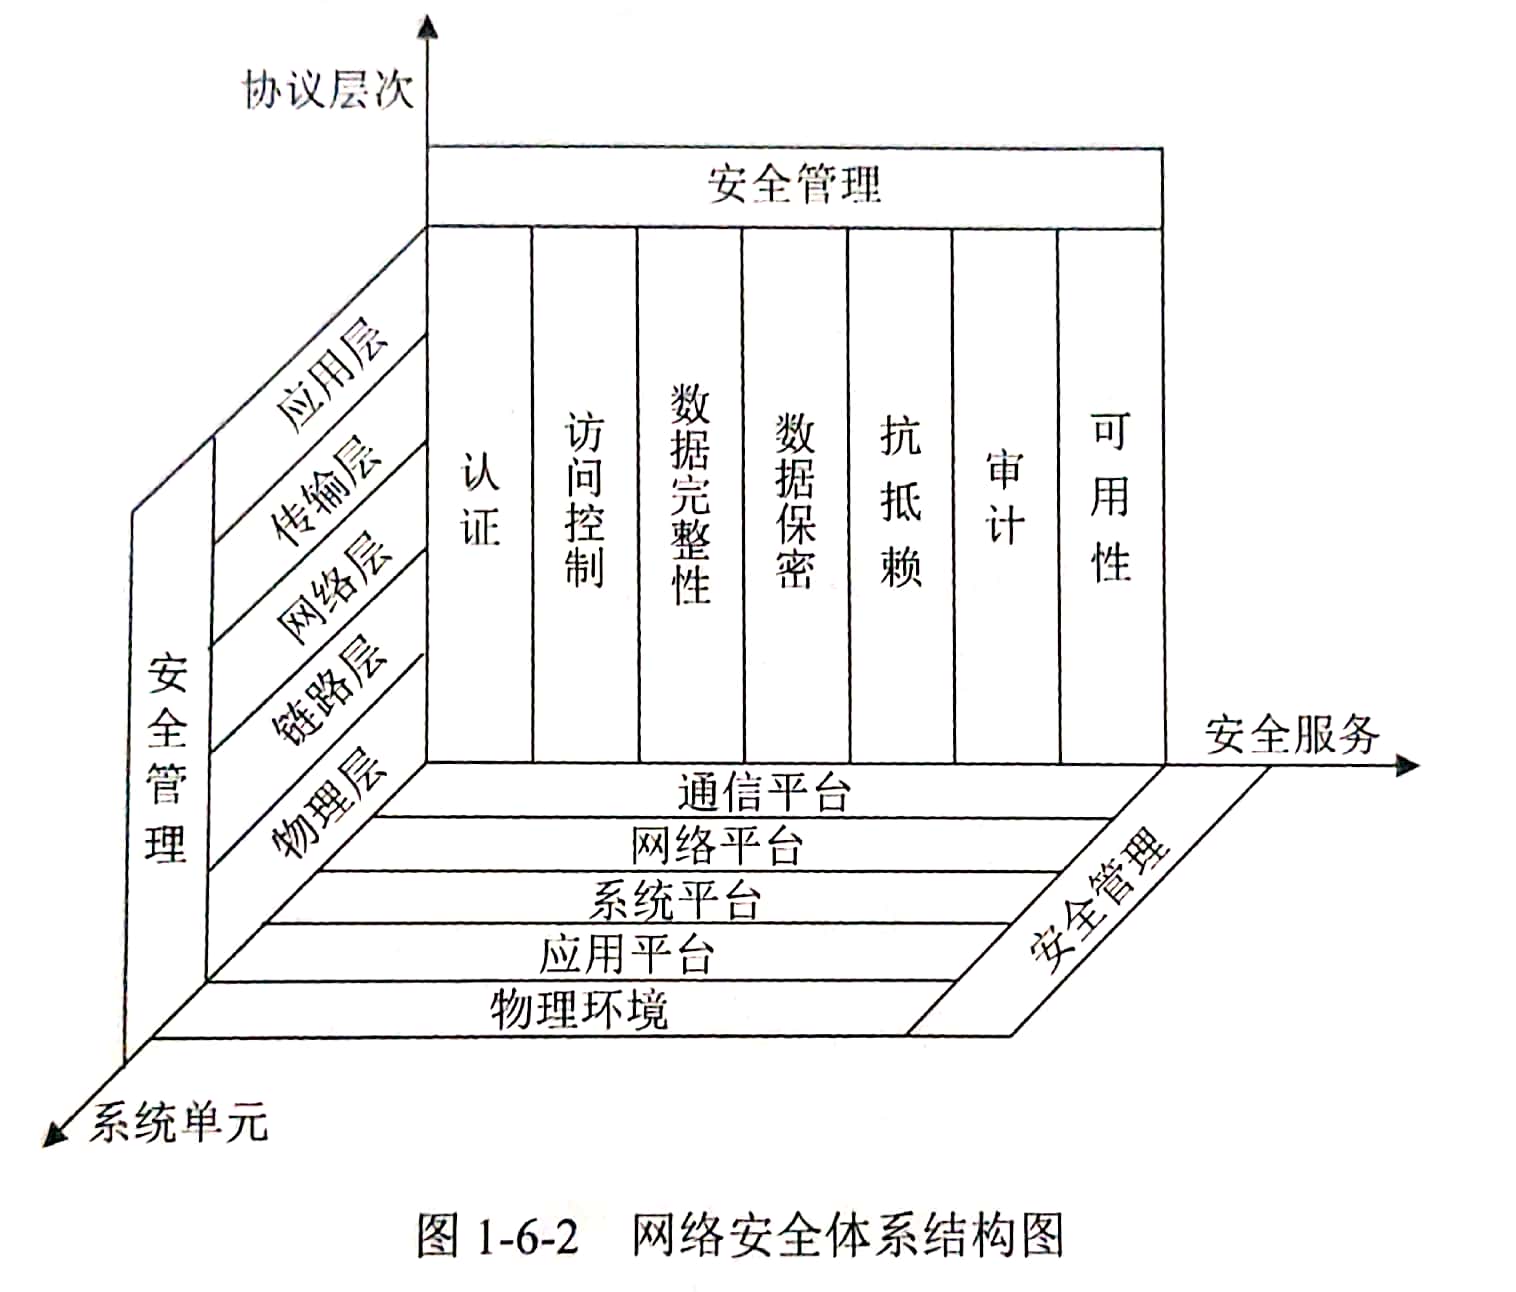 协议层次
安全管理
应用层
传输层
网络层
链路层
物理层
安全管理
认证
访问控制
数据完整性
数据保密
抗抵赖
审计
可用性
安全服务
通信平台
网络平台
系统平台
应用平台
物理环境
安全管理
系统单元
图 1-6-2 网络安全体系结构图